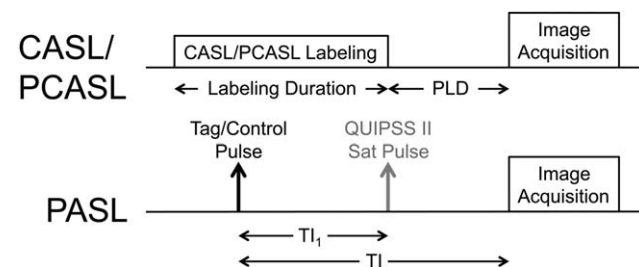 CASL/
PCASL
CASL/PCASL Labeling
Image
Acquisition
Labeling Duration
PLD
Tag/Control
Pulse
QUIPSS II
Sat Pulse
PASL
Image
Acquisition
TI₁
TI